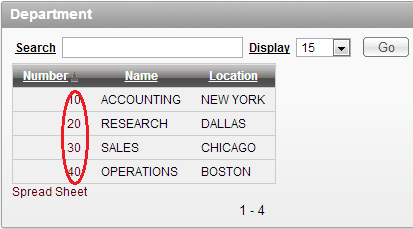 Department
Search Display 15 Go
Number Name Location
10 ACCOUNTING NEW YORK
20 RESEARCH DALLAS
30 SALES CHICAGO
40 OPERATIONS BOSTON
Spread Sheet
1 - 4